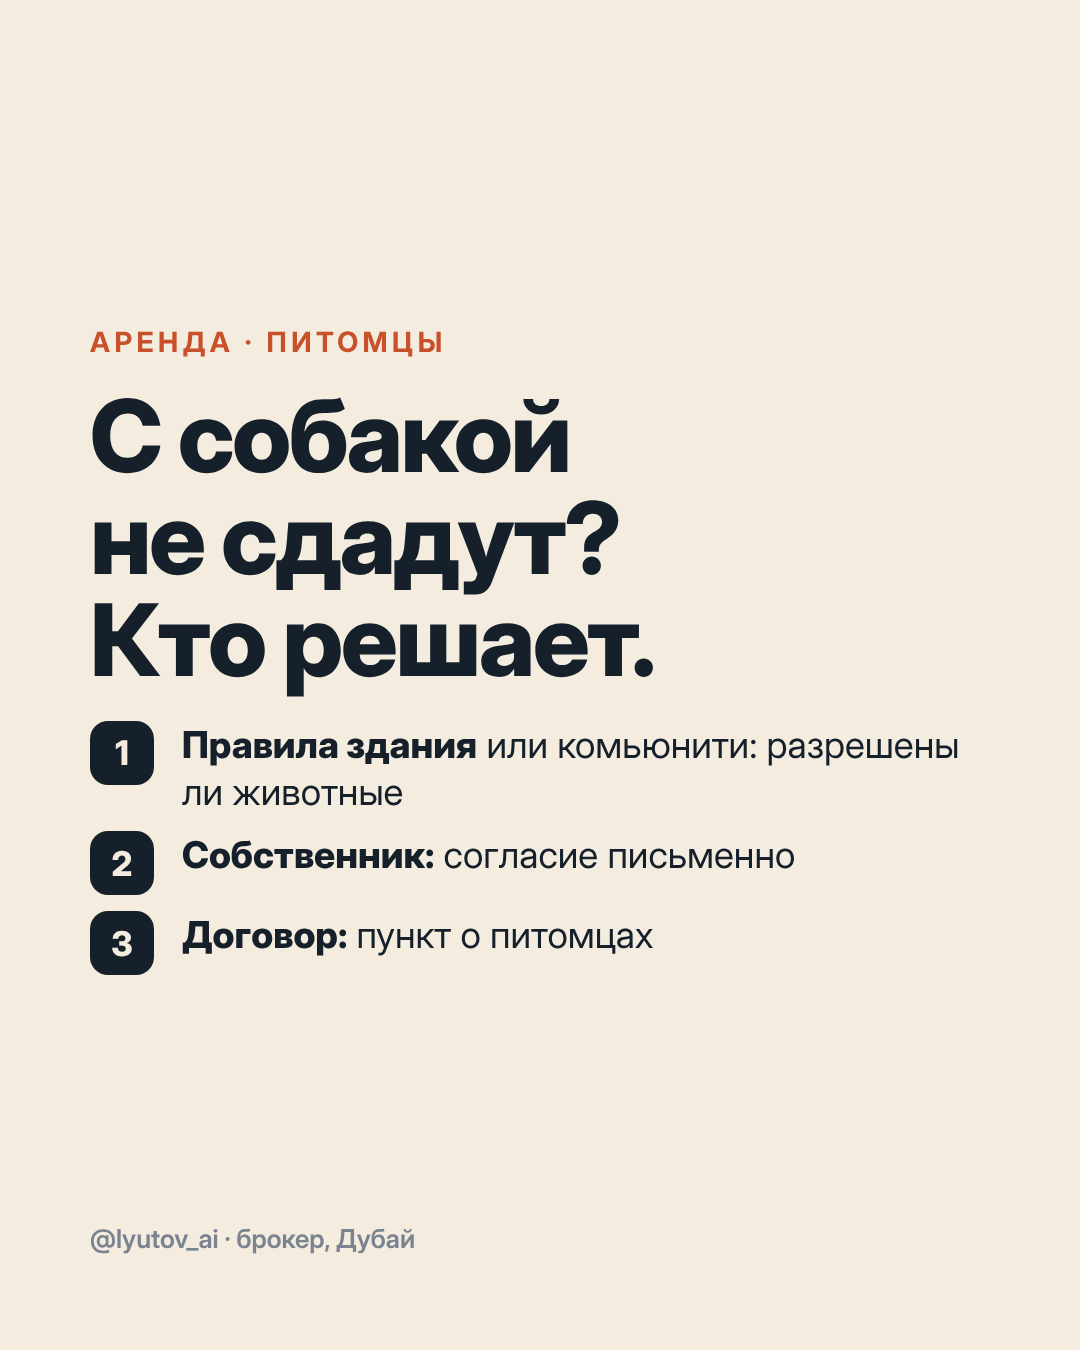 АРЕНДА · ПИТОМЦЫ
С собакой
не сдадут?
Кто решает.
1 Правила здания или комьюнити: разрешены
ли животные
2 Собственник: согласие письменно
3 Договор: пункт о питомцах
@lyutov_ai · брокер, Дубай